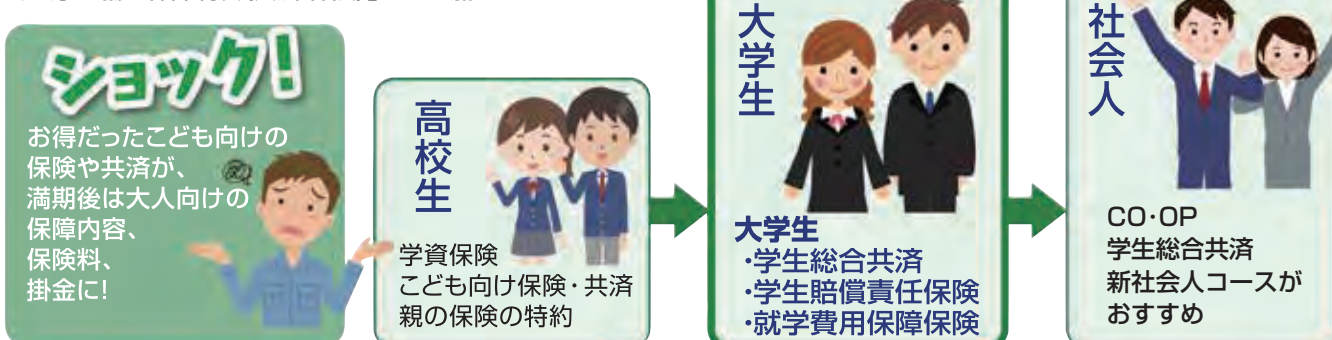 ショック!
お得だったこども向けの
保険や共済が、
満期後は大人向けの
保障内容、
保険料、
掛金に!
高校生
学資保険
こども向け保険・共済
親の保険の特約
大学生
大学生
・学生総合共済
・学生賠償責任保険
・就学費用保障保険
社会人
CO・OP
学生総合共済
新社会人コースが
おすすめ